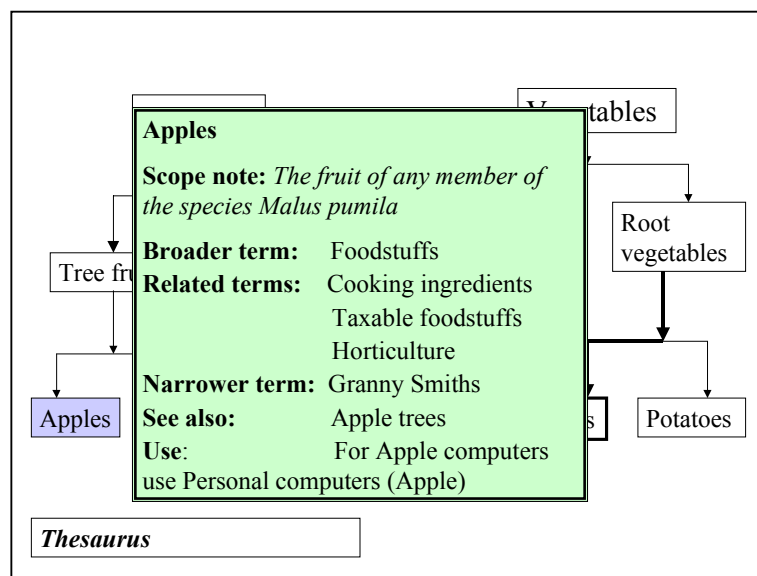 Vegetables
Apples
Scope note: The fruit of any member of
the species Malus pumila
Broader term: Foodstuffs
Related terms: Cooking ingredients
Taxable foodstuffs
Horticulture
Narrower term: Granny Smiths
See also: Apple trees
Use: For Apple computers
use Personal computers (Apple)
Tree
Root
vegetables
Apples
Potatoes
Thesaurus